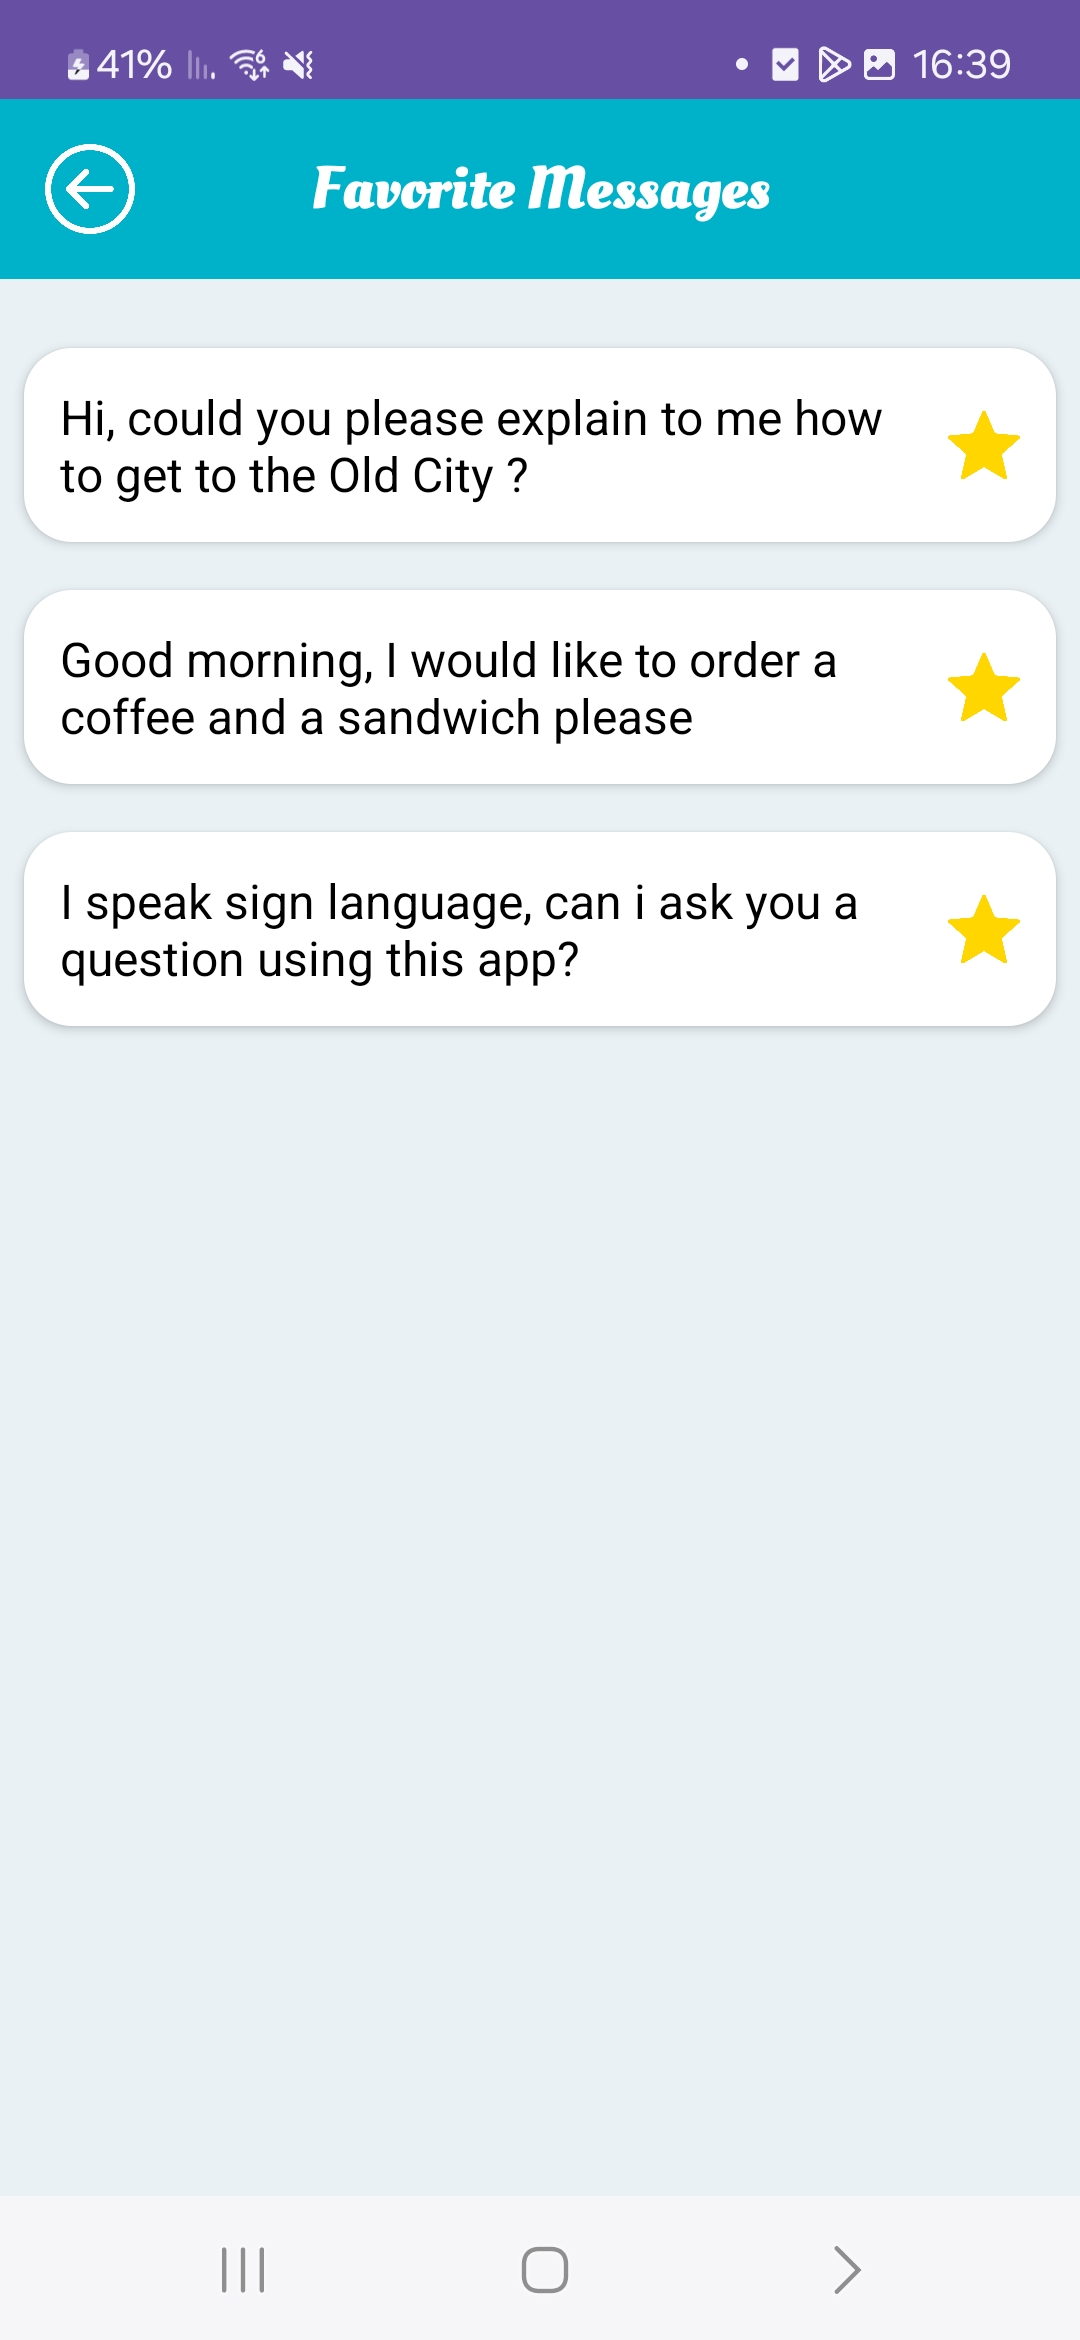 41%
16:39
Favorite Messages
Hi, could you please explain to me how
to get to the Old City ?
Good morning, I would like to order a
coffee and a sandwich please
I speak sign language, can i ask you a
question using this app?